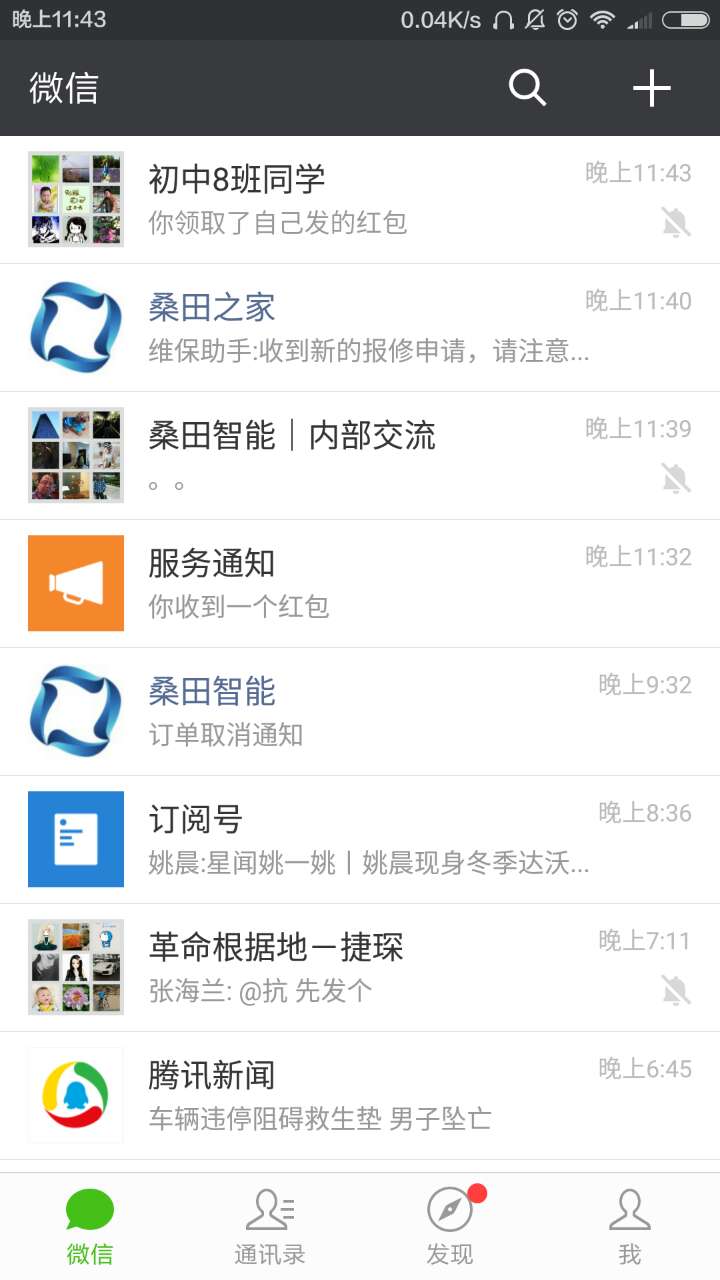 晚上11:43 0.04K/s
微信
初中8班同学 晚上11:43
你领取了自己发的红包
桑田之家 晚上11:40
维保助手:收到新的报修申请，请注意...
桑田智能｜内部交流 晚上11:39
。。
服务通知 晚上11:32
你收到一个红包
桑田智能 晚上9:32
订单取消通知
订阅号 晚上8:36
姚晨:星闻姚一姚丨姚晨现身冬季达沃...
革命根据地－捷琛 晚上7:11
张海兰: @抗 先发个
腾讯新闻 晚上6:45
车辆违停阻碍救生垫 男子坠亡
微信 通讯录 发现 我